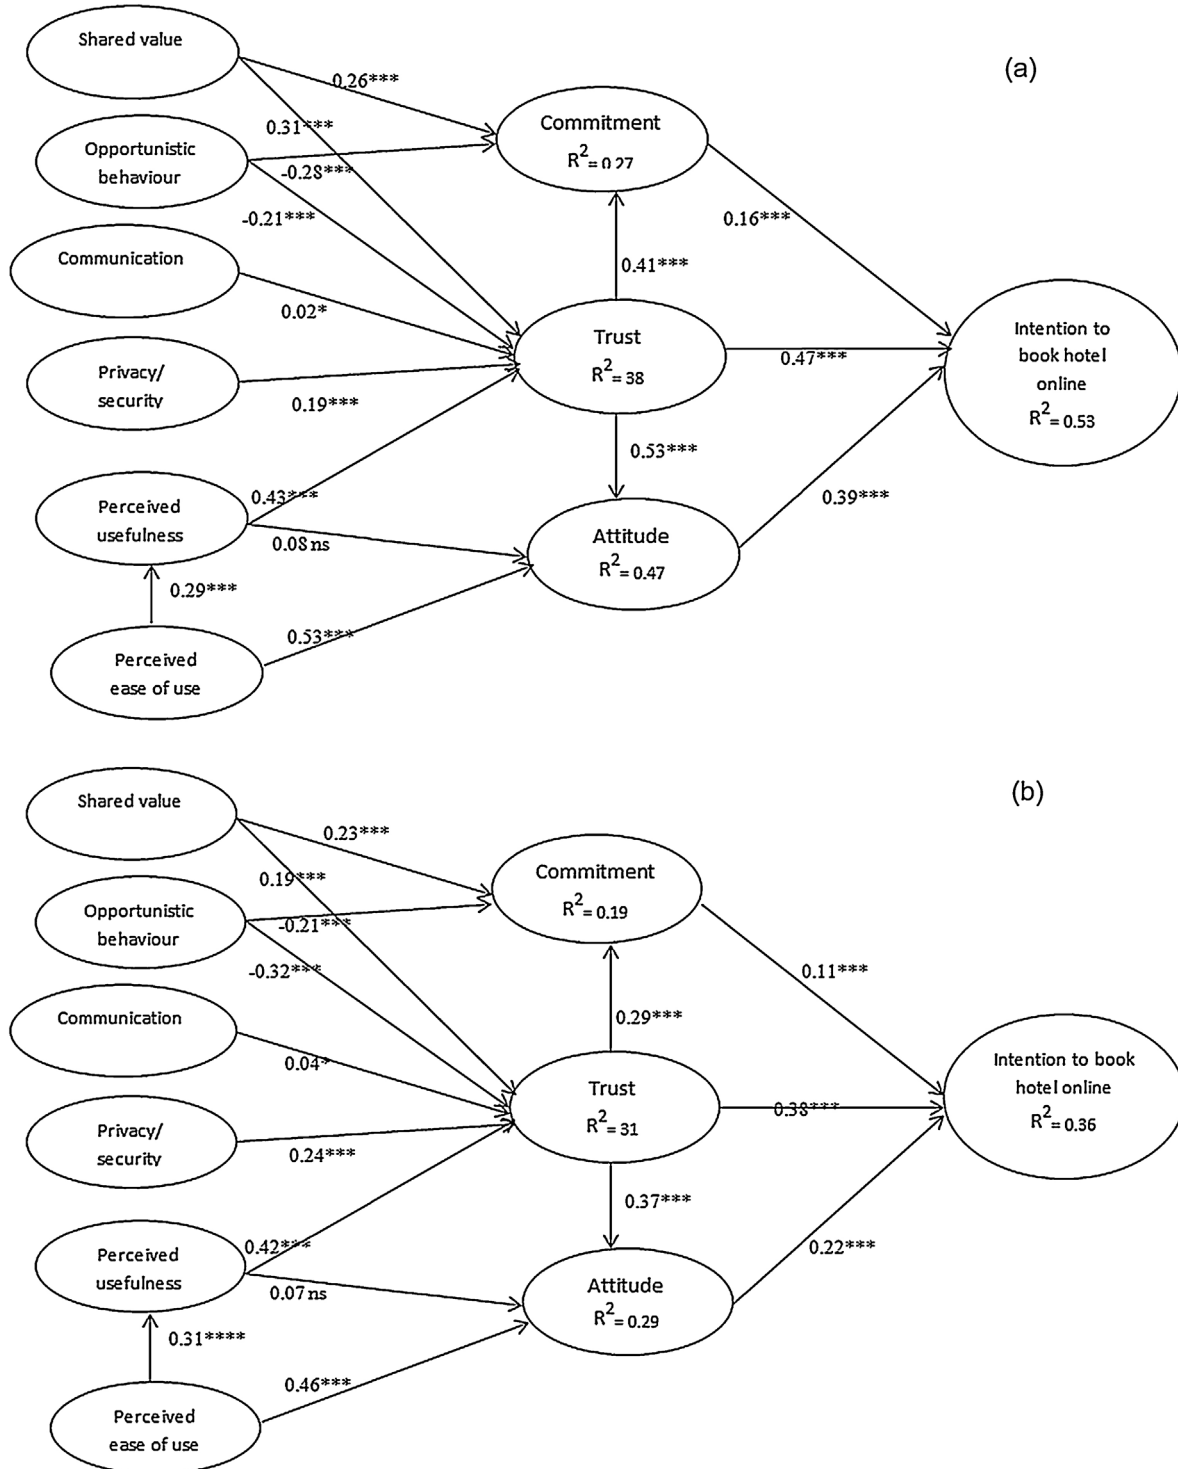 (a)
Shared value
0.26***
0.31***
Commitment
R2= 0.27
Opportunistic
behaviour
-0.28***
-0.21***
0.16***
Communication
0.02*
0.41***
Trust
R2= 38
0.47***
Intention to
book hotel
online
R2= 0.53
Privacy/
security
0.19***
0.53***
0.39***
Perceived
usefulness
0.43***
0.08 ns
Attitude
R2= 0.47
0.29***
0.53***
Perceived
ease of use
(b)
Shared value
0.23***
0.19***
Commitment
R2= 0.19
Opportunistic
behaviour
-0.21***
-0.32***
0.11***
Communication
0.04*
0.29***
Trust
R2= 31
0.38***
Intention to book
hotel online
R2= 0.36
Privacy/
security
0.24***
0.37***
0.22***
Perceived
usefulness
0.42***
0.07 ns
Attitude
R2= 0.29
0.31****
0.46***
Perceived
ease of use